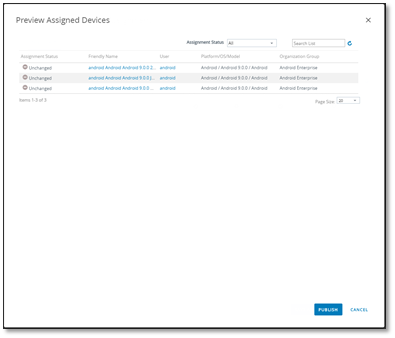 Preview Assigned Devices
Assignment Status All Search List
Assignment Status Friendly Name User Platform/OS/Model Organization Group
Unchanged android Android Android 9.0.0.2... android Android / Android 9.0.0 / Android Android Enterprise
Unchanged android Android Android 9.0.0.(... android Android / Android 9.0.0 / Android Android Enterprise
Unchanged android Android Android 9.0.0 ... android Android / Android 9.0.0 / Android Android Enterprise
Items 1-3 of 3 Page Size: 20
PUBLISH CANCEL